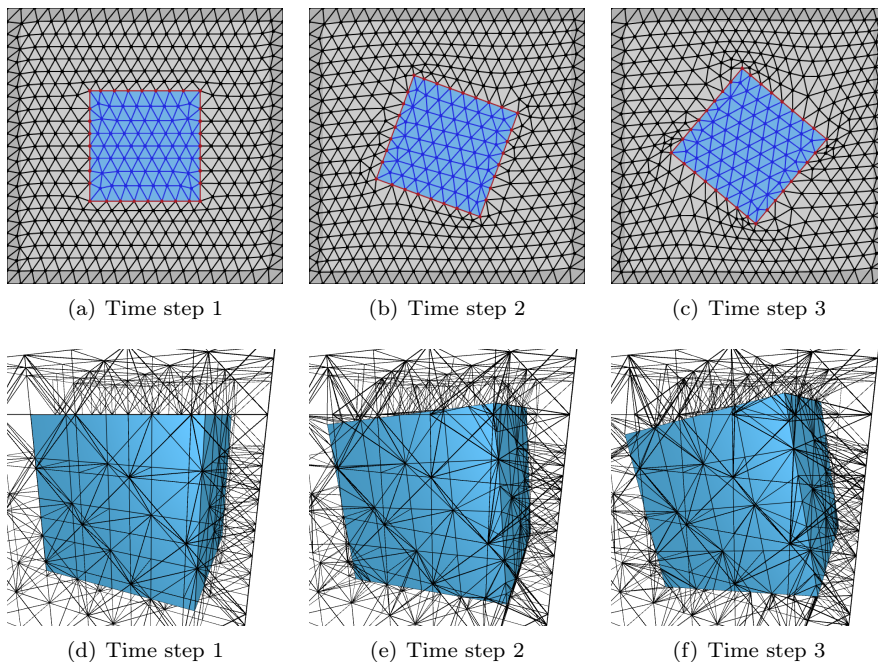 (a) Time step 1
(b) Time step 2
(c) Time step 3
(d) Time step 1
(e) Time step 2
(f) Time step 3